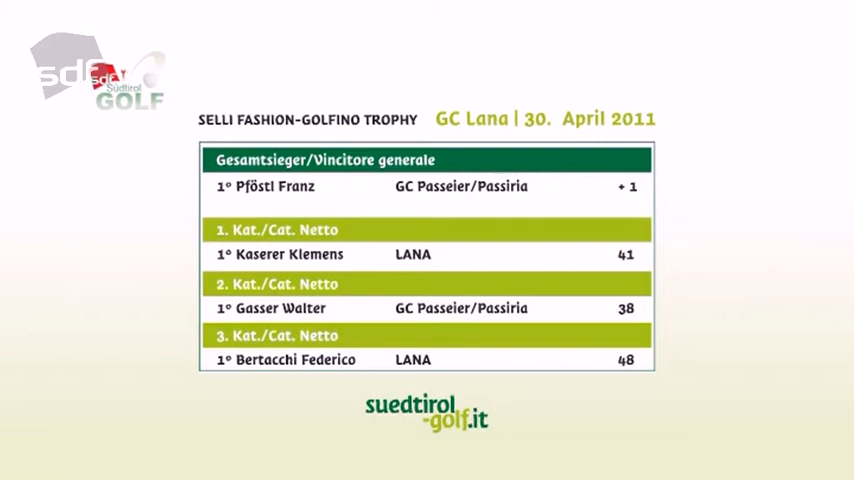 sdf
sdf
Südtirol
GOLF
SELLI FASHION-GOLFINO TROPHY GC Lana | 30. April 2011
Gesamtsieger/Vincitore generale
1° Pföstl Franz GC Passeier/Passiria + 1
1. Kat./Cat. Netto
1° Kaserer Klemens LANA 41
2. Kat./Cat. Netto
1° Gasser Walter GC Passeier/Passiria 38
3. Kat./Cat. Netto
1° Bertacchi Federico LANA 48
suedtirol
-golf.it